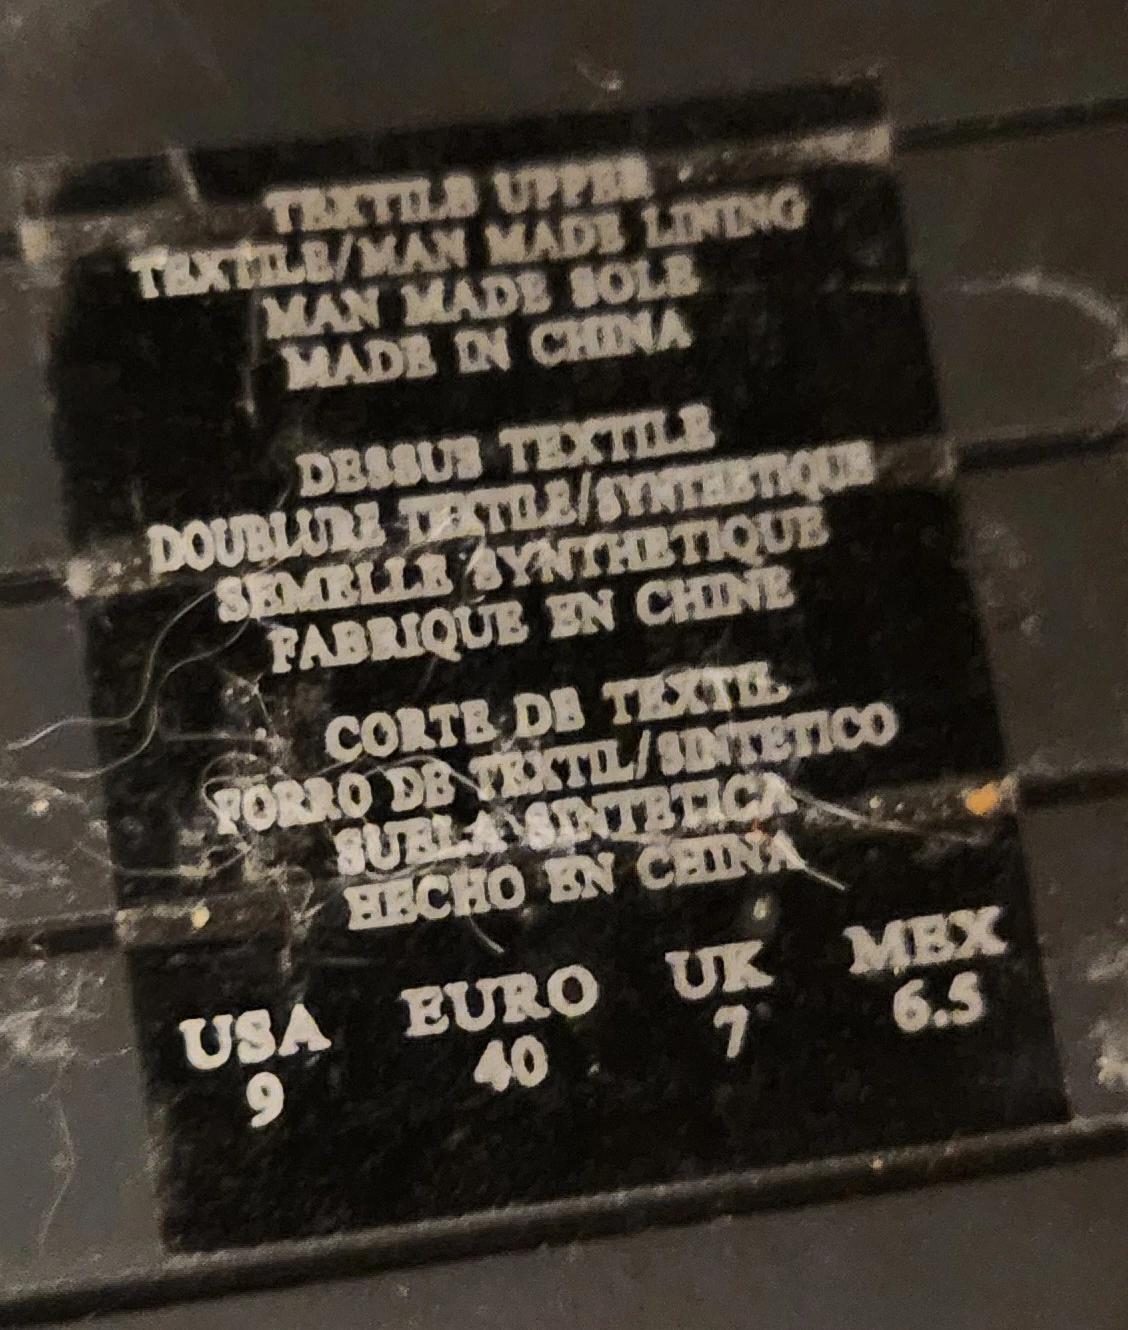 TEXTILE UPPER
TEXTILE/MAN MADE LINING
MAN MADE SOLE
MADE IN CHINA
DESSUS TEXTILE
DOUBLURE TEXTILE/SYNTHETIQUE
SEMELLE SYNTHETIQUE
FABRIQUE EN CHINE
CORTE DE TEXTIL
FORRO DE TEXTIL/SINTETICO
SUELA SINTETICA
HECHO EN CHINA
USA EURO UK MEX
9 40 7 6.5